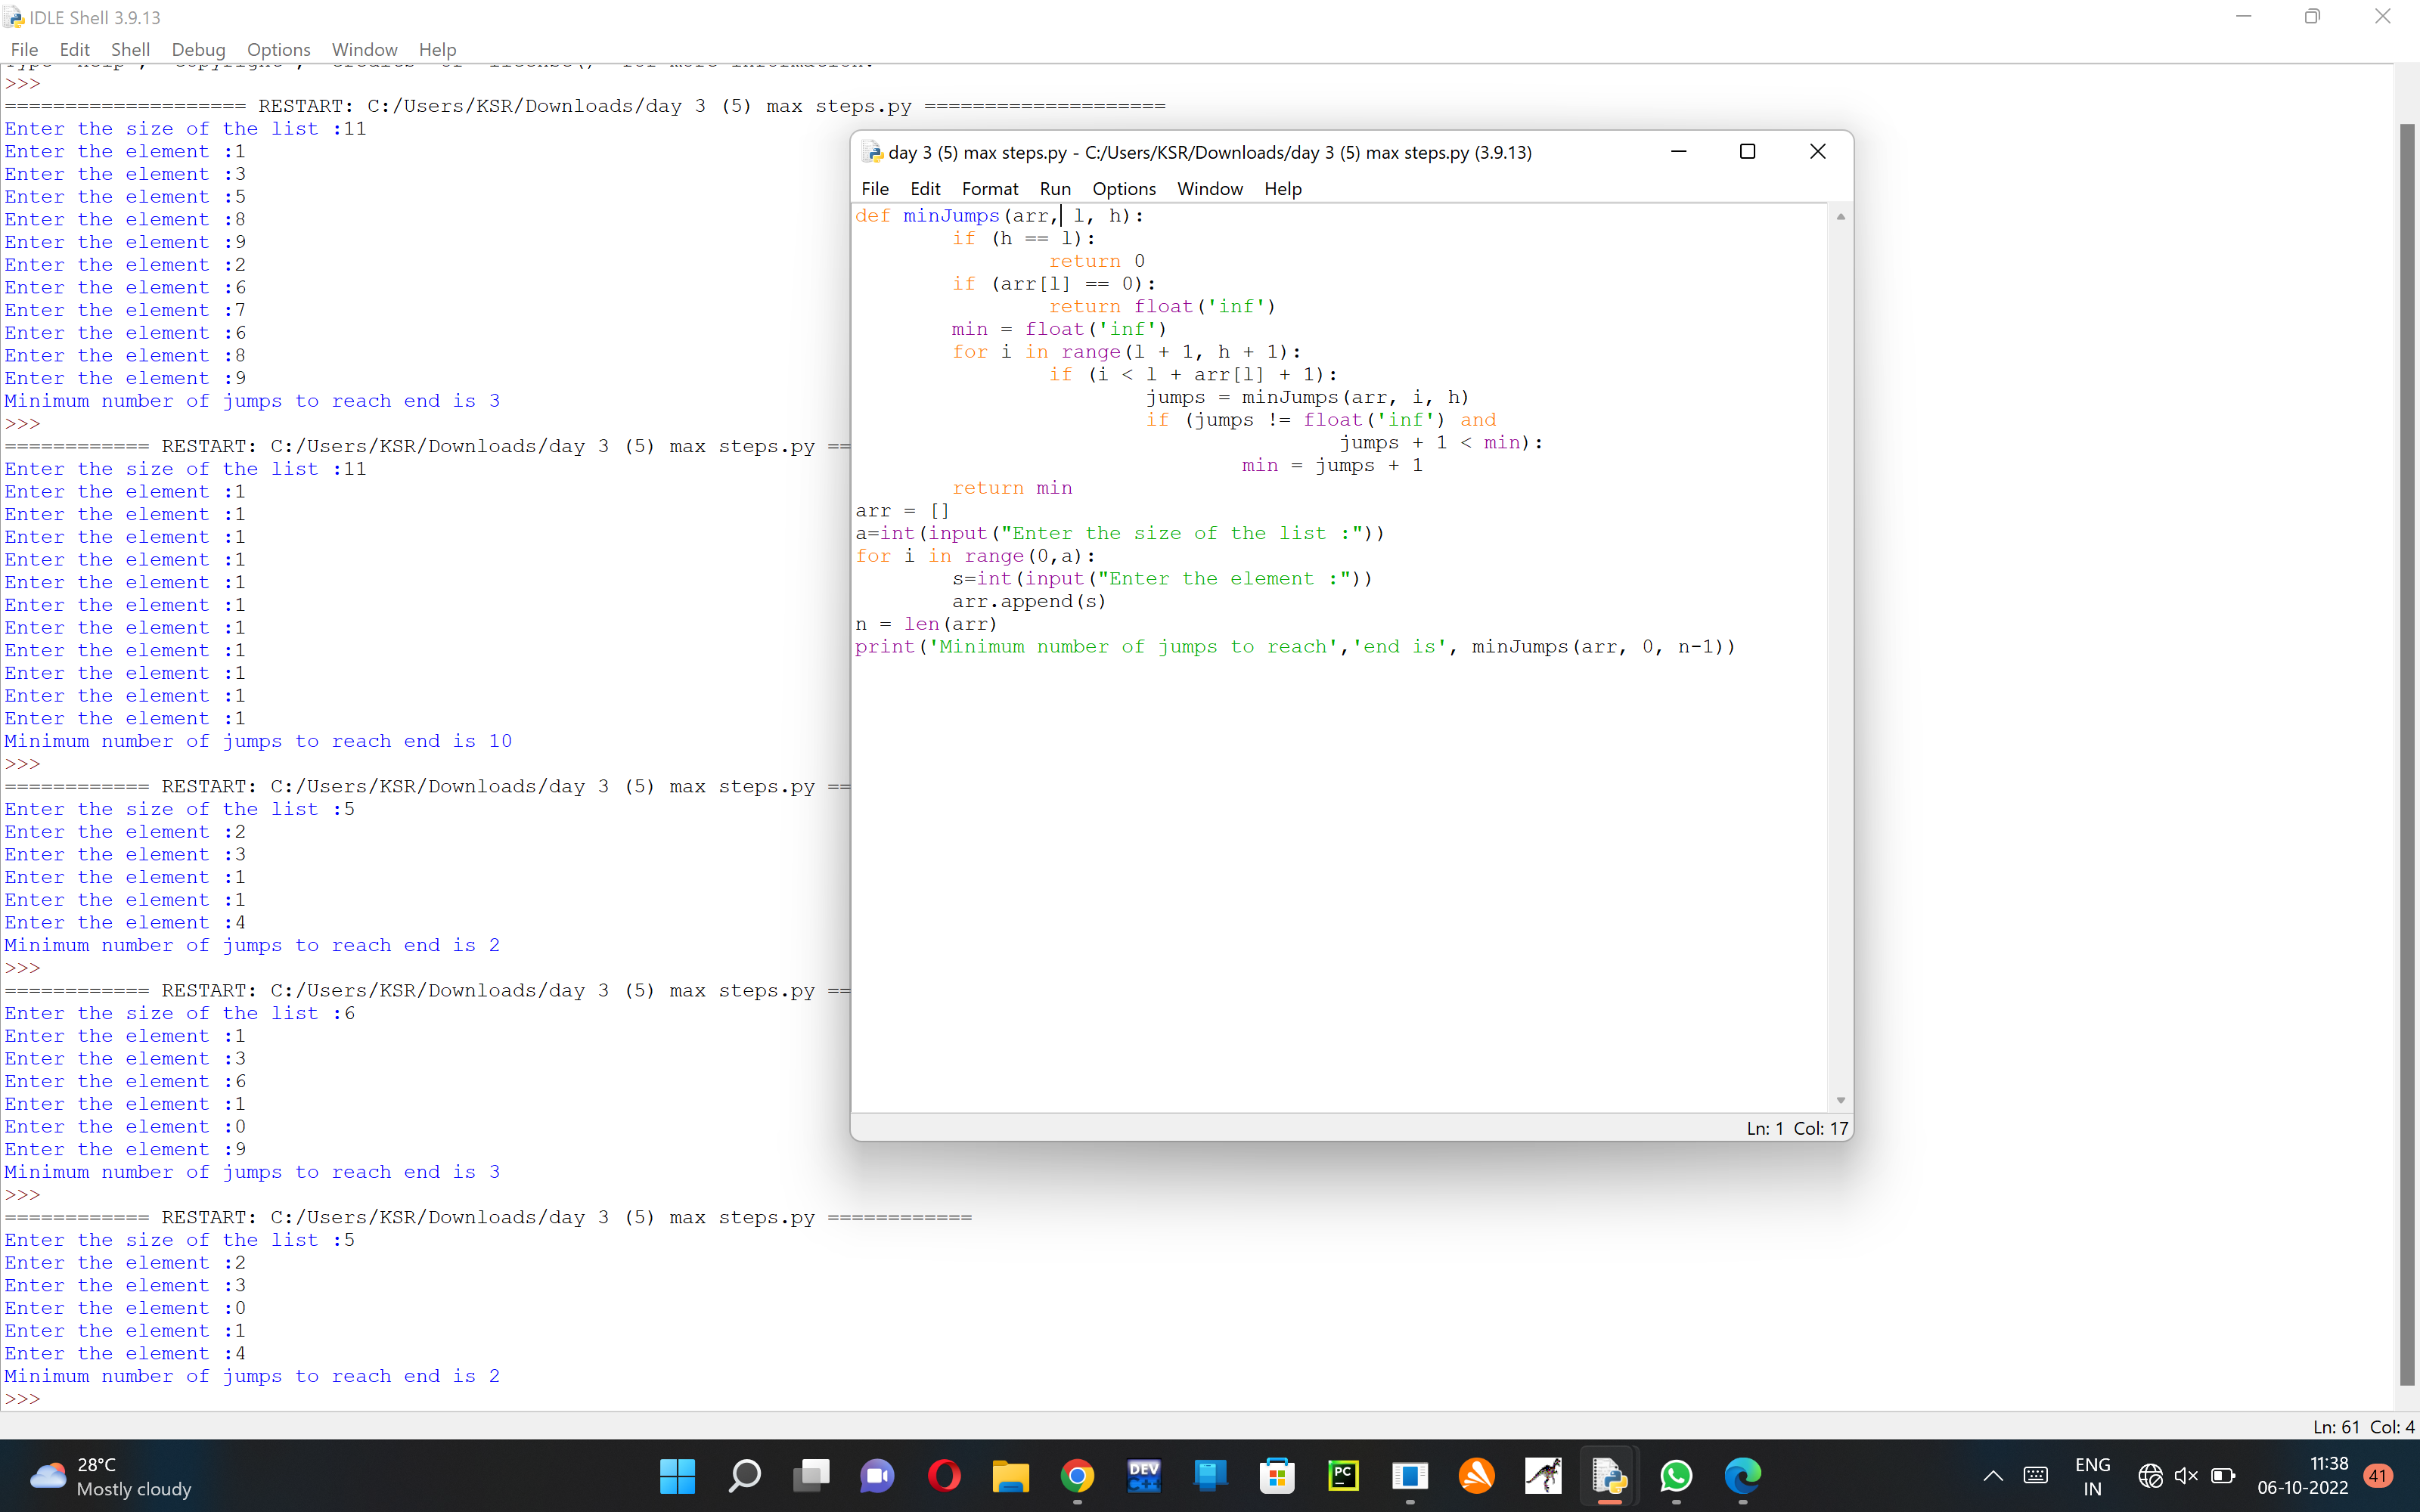 IDLE Shell 3.9.13
File Edit Shell Debug Options Window Help
>>>
==================== RESTART: C:/Users/KSR/Downloads/day 3 (5) max steps.py ====================
Enter the size of the list :11
Enter the element :1
Enter the element :3
Enter the element :5
Enter the element :8
Enter the element :9
Enter the element :2
Enter the element :6
Enter the element :7
Enter the element :6
Enter the element :8
Enter the element :9
Minimum number of jumps to reach end is 3
>>>
============ RESTART: C:/Users/KSR/Downloads/day 3 (5) max steps.py ==
Enter the size of the list :11
Enter the element :1
Enter the element :1
Enter the element :1
Enter the element :1
Enter the element :1
Enter the element :1
Enter the element :1
Enter the element :1
Enter the element :1
Enter the element :1
Enter the element :1
Minimum number of jumps to reach end is 10
>>>
============ RESTART: C:/Users/KSR/Downloads/day 3 (5) max steps.py ==
Enter the size of the list :5
Enter the element :2
Enter the element :3
Enter the element :1
Enter the element :1
Enter the element :4
Minimum number of jumps to reach end is 2
>>>
============ RESTART: C:/Users/KSR/Downloads/day 3 (5) max steps.py ==
Enter the size of the list :6
Enter the element :1
Enter the element :3
Enter the element :6
Enter the element :1
Enter the element :0
Enter the element :9
Minimum number of jumps to reach end is 3
>>>
============ RESTART: C:/Users/KSR/Downloads/day 3 (5) max steps.py ============
Enter the size of the list :5
Enter the element :2
Enter the element :3
Enter the element :0
Enter the element :1
Enter the element :4
Minimum number of jumps to reach end is 2
>>>
day 3 (5) max steps.py - C:/Users/KSR/Downloads/day 3 (5) max steps.py (3.9.13)
File Edit Format Run Options Window Help
def minJumps(arr, l, h):
        if (h == l):
                return 0
        if (arr[l] == 0):
                return float('inf')
        min = float('inf')
        for i in range(l + 1, h + 1):
                if (i < l + arr[l] + 1):
                        jumps = minJumps(arr, i, h)
                        if (jumps != float('inf') and
                                        jumps + 1 < min):
                                min = jumps + 1
        return min
arr = []
a=int(input("Enter the size of the list :"))
for i in range(0,a):
        s=int(input("Enter the element :"))
        arr.append(s)
n = len(arr)
print('Minimum number of jumps to reach','end is', minJumps(arr, 0, n-1))
Ln: 1 Col: 17
Ln: 61 Col: 4
28°C
Mostly cloudy
DEV
C++
PC
ENG
IN
11:38
06-10-2022
41